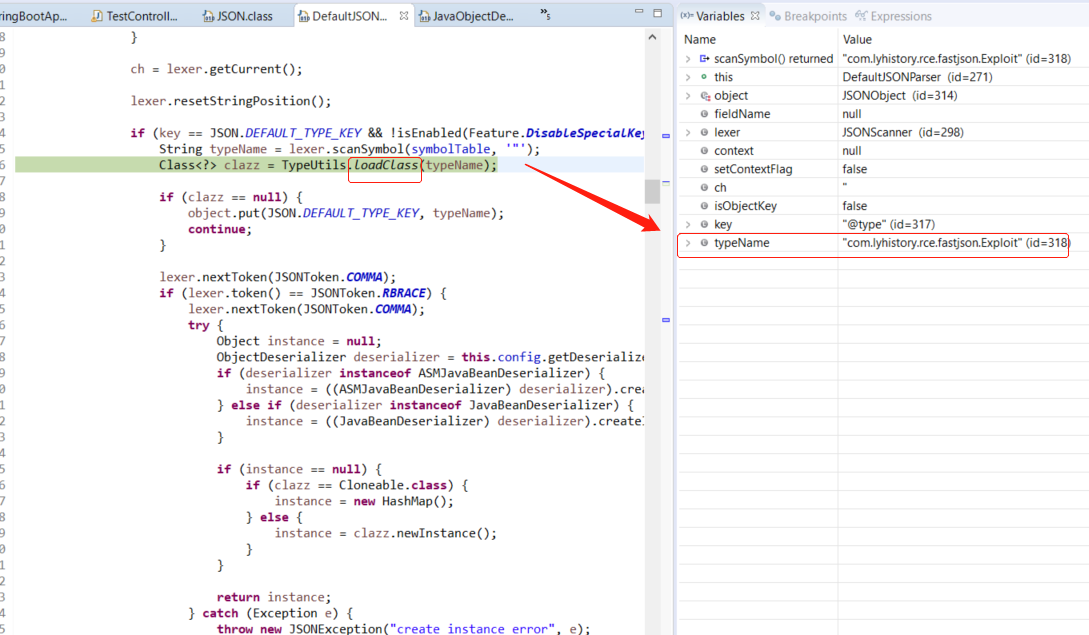 ringBootAp...
TestControll...
JSON.class
DefaultJSON...
JavaObjectDe...
»5
8 }
9
0 ch = lexer.getCurrent();
1
2 lexer.resetStringPosition();
3
4 if (key == JSON.DEFAULT_TYPE_KEY && !isEnabled(Feature.DisableSpecialKey
5 String typeName = lexer.scanSymbol(symbolTable, '"');
6 Class<?> clazz = TypeUtils.loadClass(typeName);
7
8 if (clazz == null) {
9 object.put(JSON.DEFAULT_TYPE_KEY, typeName);
0 continue;
1 }
2
3 lexer.nextToken(JSONToken.COMMA);
4 if (lexer.token() == JSONToken.RBRACE) {
5 lexer.nextToken(JSONToken.COMMA);
6 try {
7 Object instance = null;
8 ObjectDeserializer deserializer = this.config.getDeserialize
9 if (deserializer instanceof ASMJavaBeanDeserializer) {
0 instance = ((ASMJavaBeanDeserializer) deserializer).crea
1 } else if (deserializer instanceof JavaBeanDeserializer) {
2 instance = ((JavaBeanDeserializer) deserializer).create
3 }
4
5 if (instance == null) {
6 if (clazz == Cloneable.class) {
7 instance = new HashMap();
8 } else {
9 instance = clazz.newInstance();
0 }
1 }
2
3 return instance;
4 } catch (Exception e) {
5 throw new JSONException("create instance error", e);
(x)= Variables
Breakpoints
Expressions
Name Value
scanSymbol() returned "com.lyhistory.rce.fastjson.Exploit" (id=318)
this DefaultJSONParser (id=271)
object JSONObject (id=314)
fieldName null
lexer JSONScanner (id=298)
context null
setContextFlag false
ch "
isObjectKey false
key "@type" (id=317)
typeName "com.lyhistory.rce.fastjson.Exploit" (id=318)